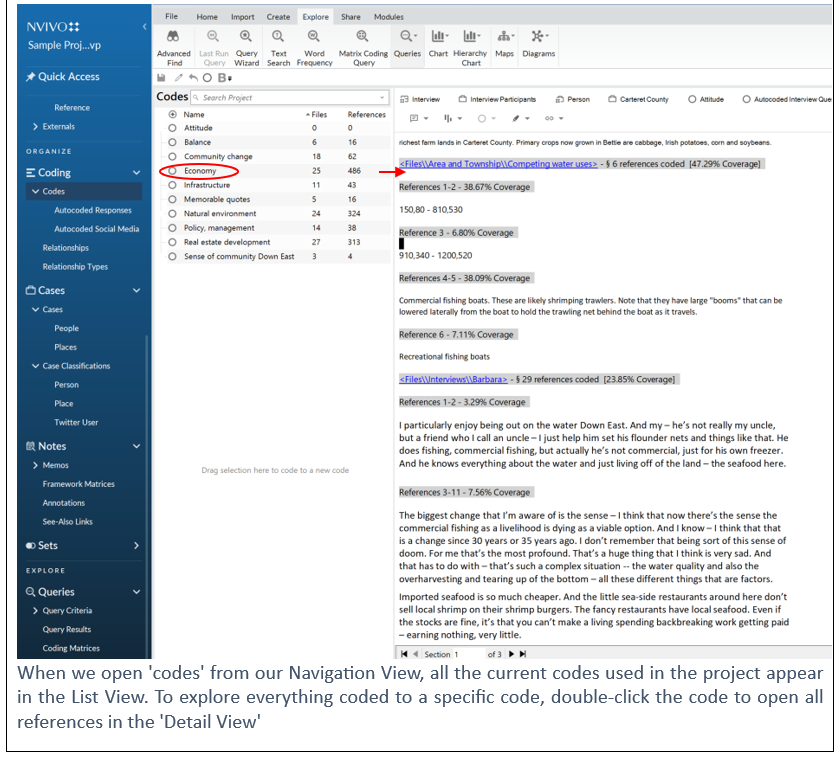 NVIVO
Sample Proj...vp
Quick Access
Reference
Externals
ORGANIZE
Coding
Codes
Autocoded Responses
Autocoded Social Media
Relationships
Relationship Types
Cases
Cases
People
Places
Case Classifications
Person
Place
Twitter User
Notes
Memos
Framework Matrices
Annotations
See-Also Links
Sets
EXPLORE
Queries
Query Criteria
Query Results
Coding Matrices
File Home Import Create Explore Share Modules
Advanced Find
Last Run Query
Query Wizard
Text Search
Word Frequency
Matrix Coding Query
Queries
Chart
Hierarchy Chart
Maps
Diagrams
Codes Search Project
Name Files References
Attitude 0 0
Balance 6 16
Community change 18 62
Economy 25 486
Infrastructure 11 43
Memorable quotes 5 16
Natural environment 24 324
Policy, management 14 38
Real estate development 27 313
Sense of community Down East 3 4
Drag selection here to code to a new code
Interview Interview Participants Person Carteret County Attitude Autocoded Interview Que
richest farm lands in Carteret County. Primary crops now grown in Bettie are cabbage, Irish potatoes, corn and soybeans.
<Files\\Area and Township\\Competing water uses> - § 6 references coded [47.29% Coverage]
References 1-2 - 38.67% Coverage
150,80 - 810,530
Reference 3 - 6.80% Coverage
910,340 - 1200,520
References 4-5 - 38.09% Coverage
Commercial fishing boats. These are likely shrimping trawlers. Note that they have large "booms" that can be
lowered laterally from the boat to hold the trawling net behind the boat as it travels.
Reference 6 - 7.11% Coverage
Recreational fishing boats
<Files\\Interviews\\Barbara> - § 29 references coded [23.85% Coverage]
References 1-2 - 3.29% Coverage
I particularly enjoy being out on the water Down East. And my – he's not really my uncle,
but a friend who I call an uncle – I just help him set his flounder nets and things like that. He
does fishing, commercial fishing, but actually he's not commercial, just for his own freezer.
And he knows everything about the water and just living off of the land – the seafood here.
References 3-11 - 7.56% Coverage
The biggest change that I'm aware of is the sense – I think that now there's the sense the
commercial fishing as a livelihood is dying as a viable option. And I know – I think that that
is a change since 30 years or 35 years ago. I don't remember that being sort of this sense of
doom. For me that's the most profound. That's a huge thing that I think is very sad. And
that has to do with – that's such a complex situation -- the water quality and also the
overharvesting and tearing up of the bottom – all these different things that are factors.
Imported seafood is so much cheaper. And the little sea-side restaurants around here don't
sell local shrimp on their shrimp burgers. The fancy restaurants have local seafood. Even if
the stocks are fine, it's that you can't make a living spending backbreaking work getting paid
– earning nothing, very little.
Section 1 of 3
When we open 'codes' from our Navigation View, all the current codes used in the project appear
in the List View. To explore everything coded to a specific code, double-click the code to open all
references in the 'Detail View'